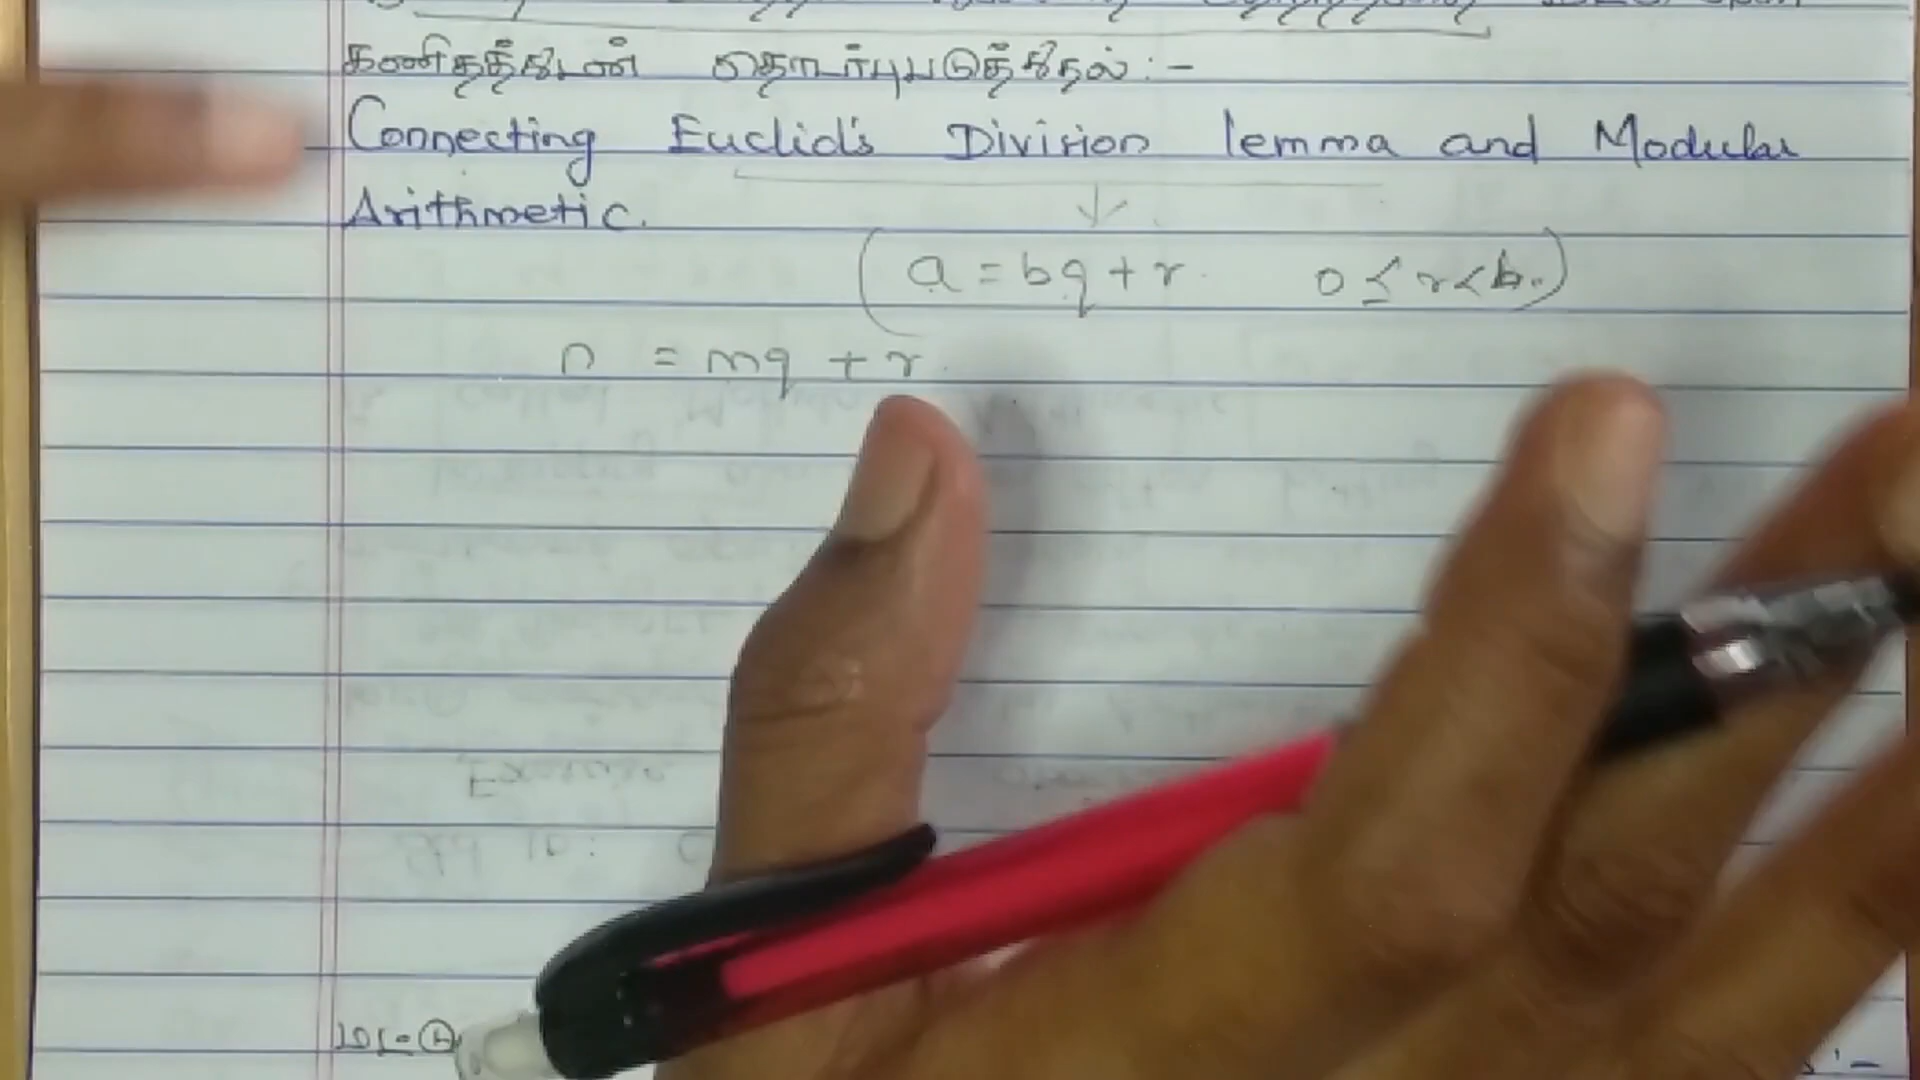 கணிதத்துடன் தொடர்புபடுத்துதல் :-
Connecting Euclid's Division lemma and Modular
Arithmetic.
(a = bq + r. 0 ≤ r < b.)
n = mq + r.